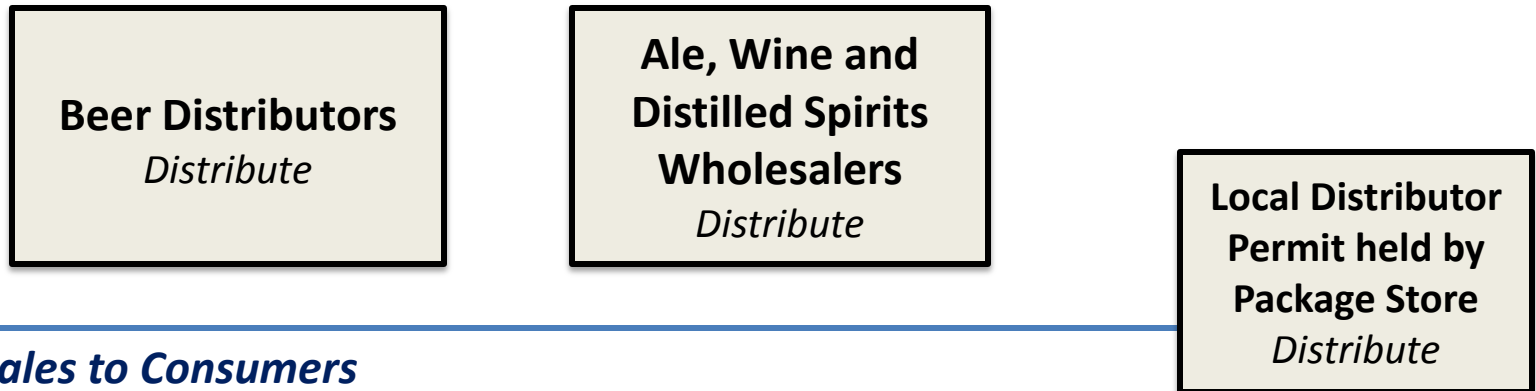 Beer Distributors
Distribute
Ale, Wine and
Distilled Spirits
Wholesalers
Distribute
Local Distributor
Permit held by
Package Store
Distribute
ales to Consumers